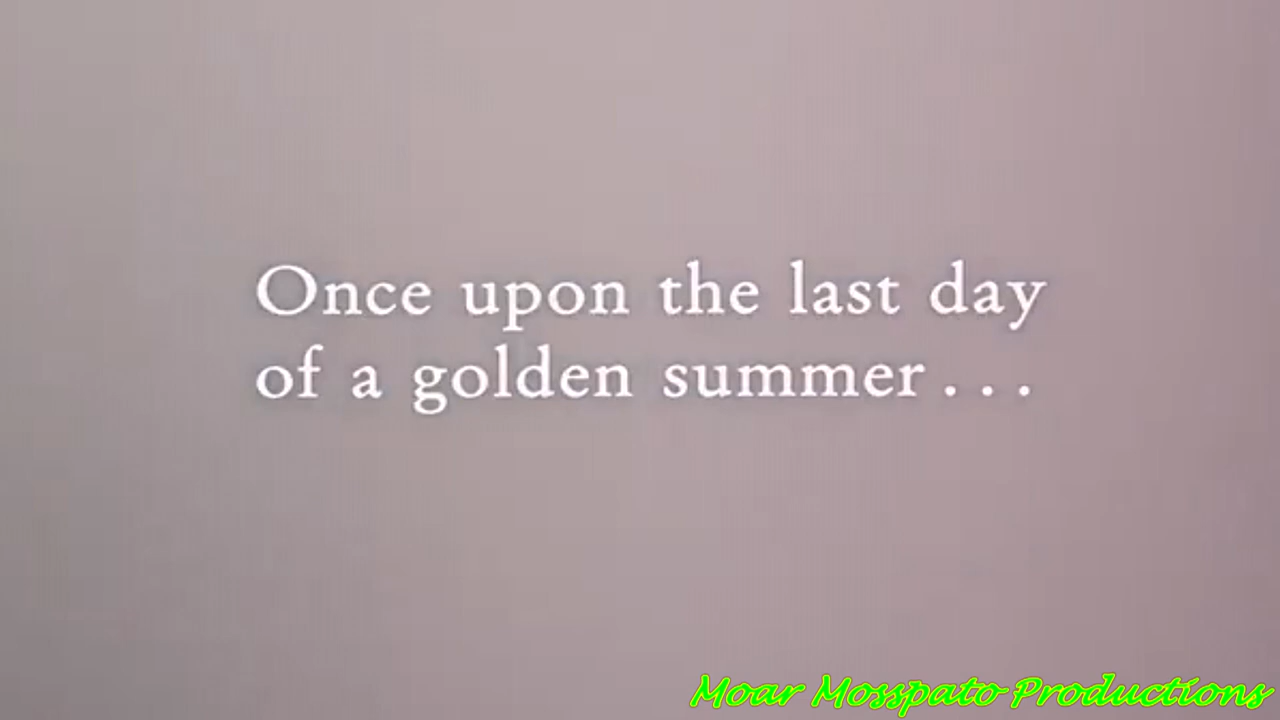 Once upon the last day
of a golden summer...
Moar Mosspato Productions